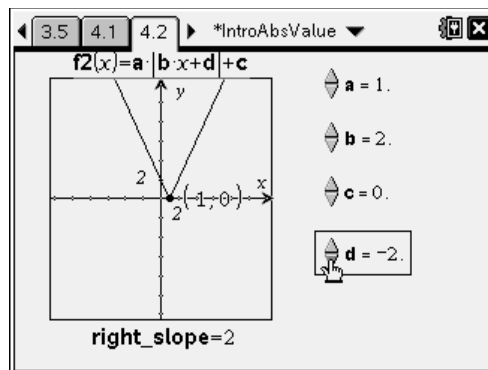 3.5 4.1 4.2 *IntroAbsValue
f2(x)=a·|b·x+d|+c
y
a = 1.
b = 2.
2
x
(1, 0)
c = 0.
2
d = -2.
right_slope=2